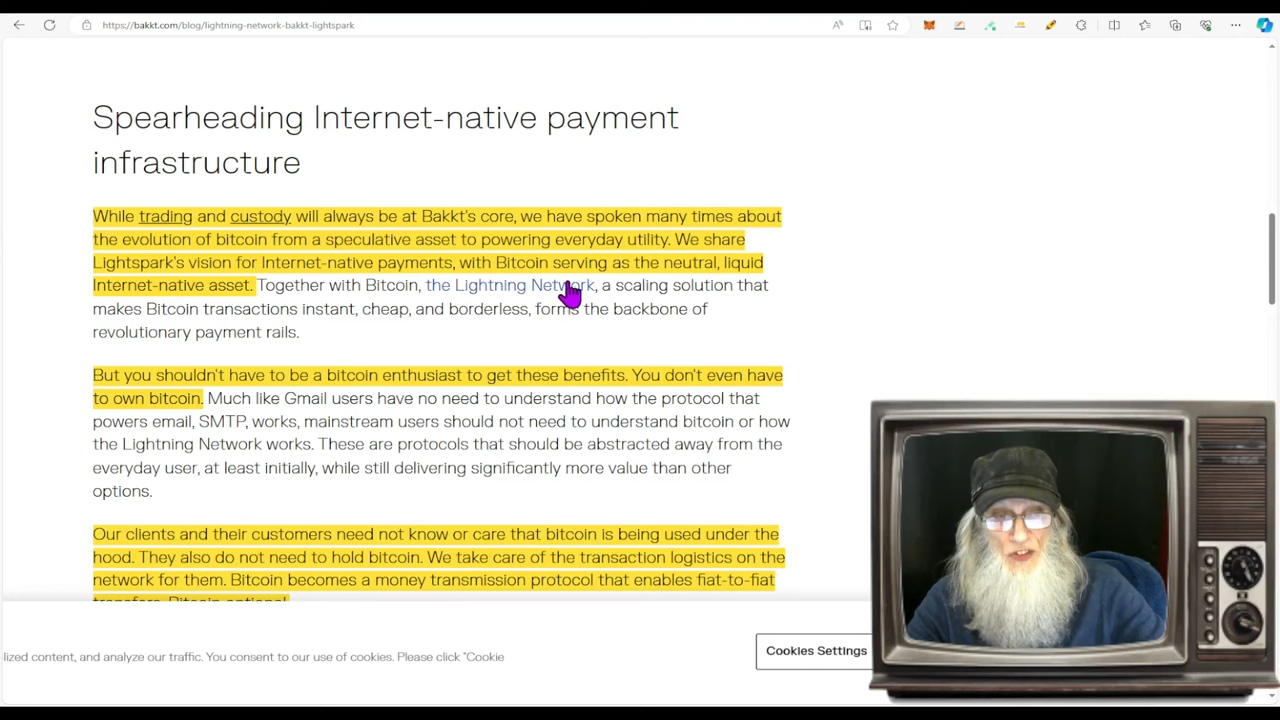 https://bakkt.com/blog/lightning-network-bakkt-lightspark
Spearheading Internet-native payment
infrastructure
While trading and custody will always be at Bakkt's core, we have spoken many times about
the evolution of bitcoin from a speculative asset to powering everyday utility. We share
Lightspark's vision for Internet-native payments, with Bitcoin serving as the neutral, liquid
Internet-native asset. Together with Bitcoin, the Lightning Network, a scaling solution that
makes Bitcoin transactions instant, cheap, and borderless, forms the backbone of
revolutionary payment rails.
But you shouldn't have to be a bitcoin enthusiast to get these benefits. You don't even have
to own bitcoin. Much like Gmail users have no need to understand how the protocol that
powers email, SMTP, works, mainstream users should not need to understand bitcoin or how
the Lightning Network works. These are protocols that should be abstracted away from the
everyday user, at least initially, while still delivering significantly more value than other
options.
Our clients and their customers need not know or care that bitcoin is being used under the
hood. They also do not need to hold bitcoin. We take care of the transaction logistics on the
network for them. Bitcoin becomes a money transmission protocol that enables fiat-to-fiat
transfers. Bitcoin optional
lized content, and analyze our traffic. You consent to our use of cookies. Please click "Cookie
Cookies Settings